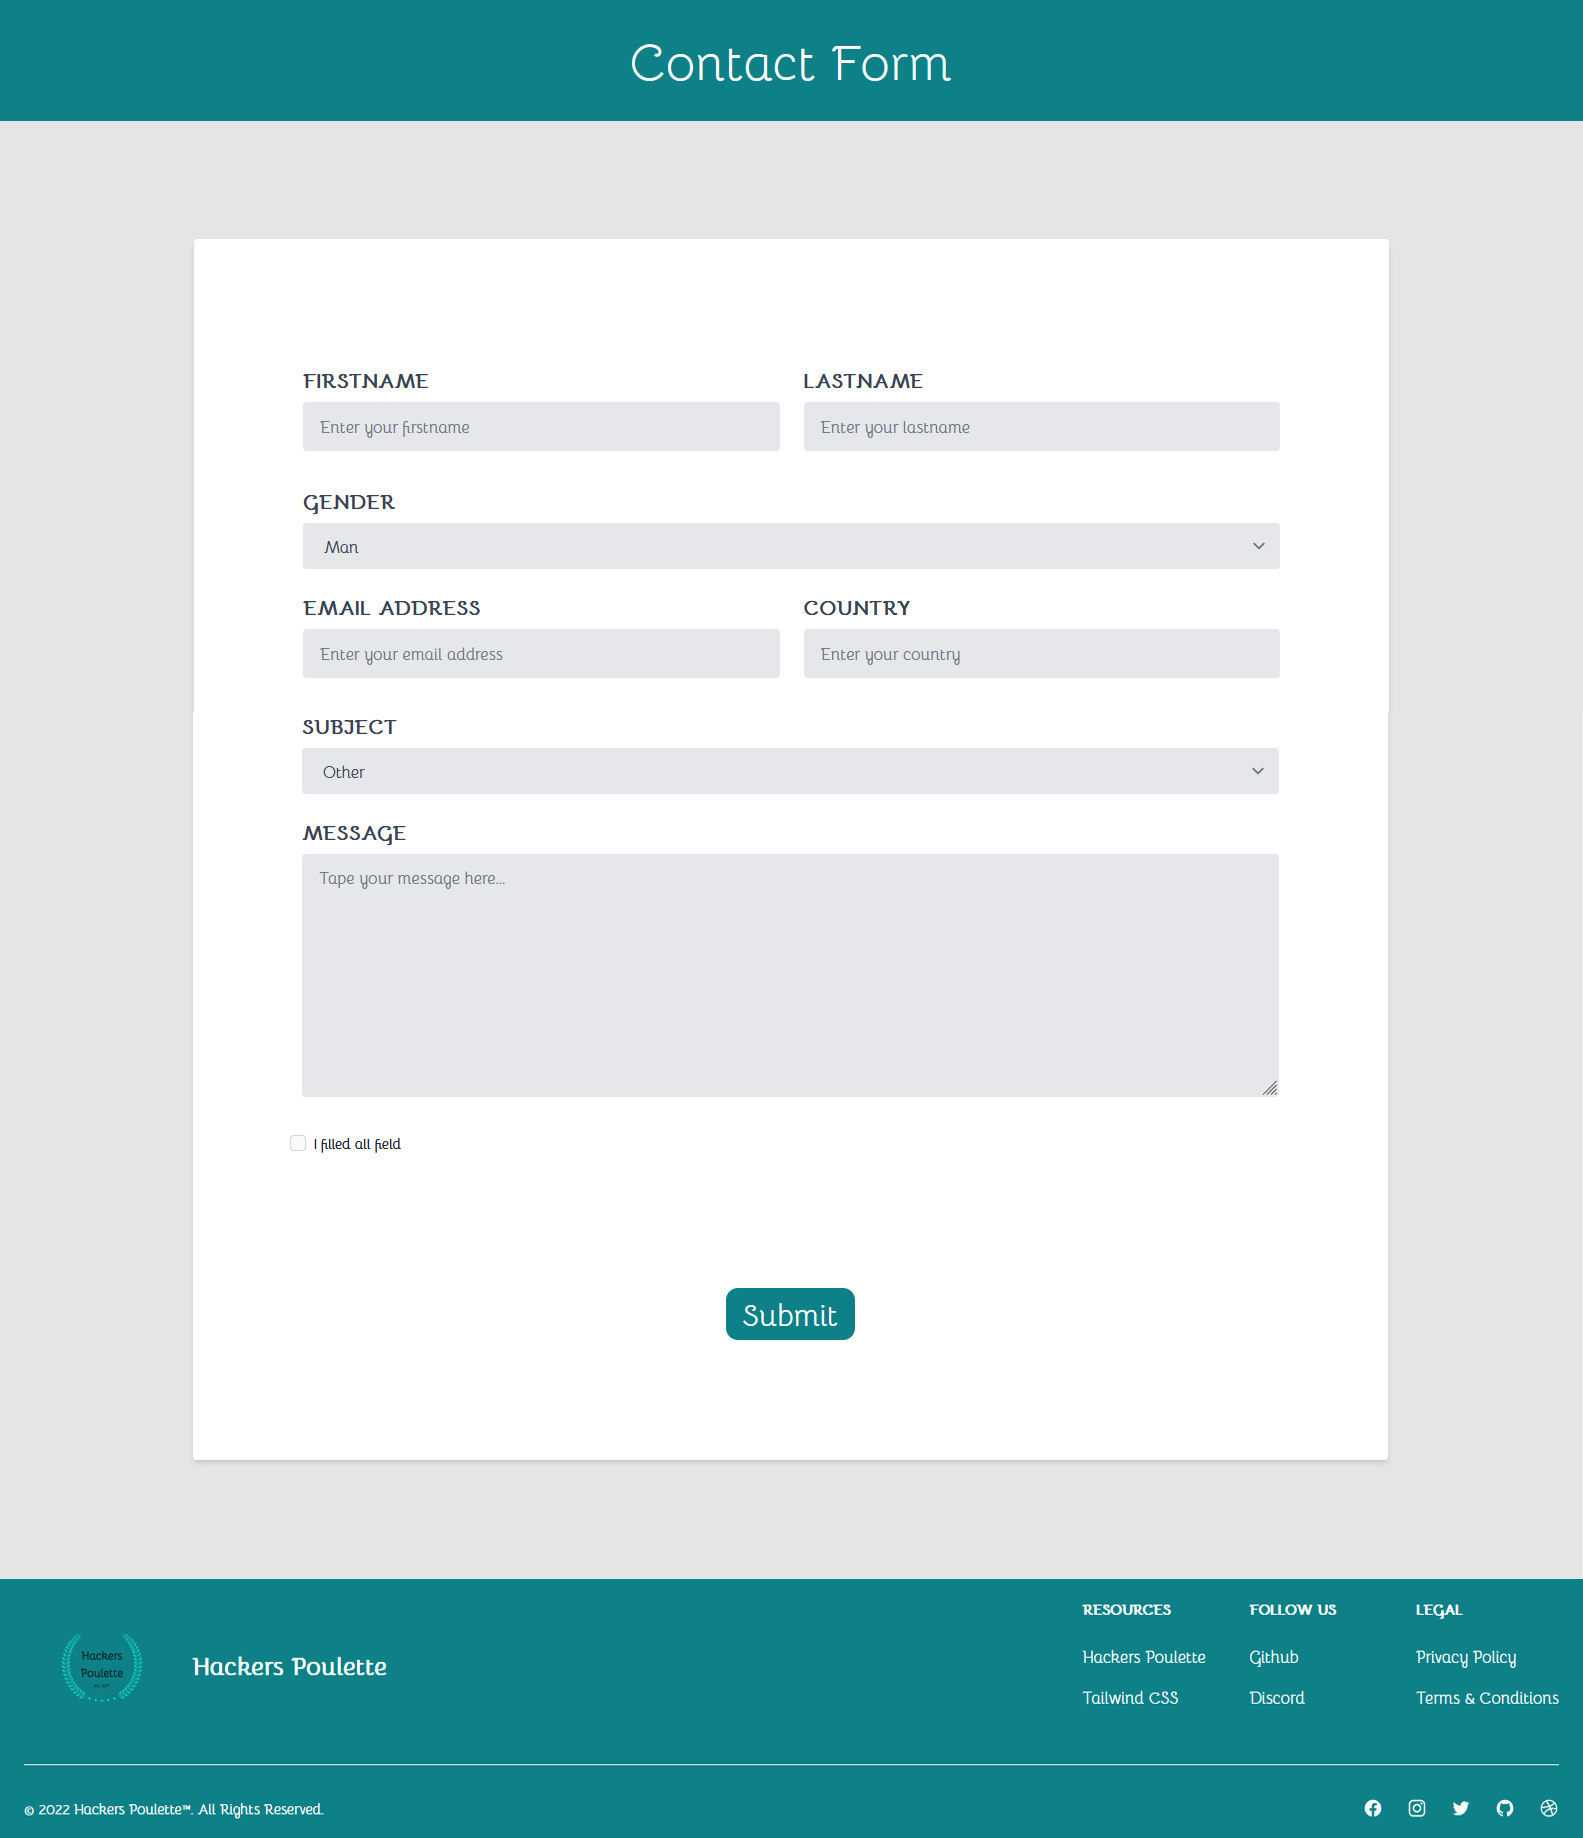 Contact Form
FIRSTNAME
LASTNAME
Enter your firstname
Enter your lastname
GENDER
Man
EMAIL ADDRESS
COUNTRY
Enter your email address
Enter your country
SUBJECT
Other
MESSAGE
Tape your message here...
I filled all field
Submit
Hackers
Poulette
Hackers Poulette
RESOURCES
Hackers Poulette
Tailwind CSS
FOLLOW US
Github
Discord
LEGAL
Privacy Policy
Terms & Conditions
© 2022 Hackers Poulette™. All Rights Reserved.